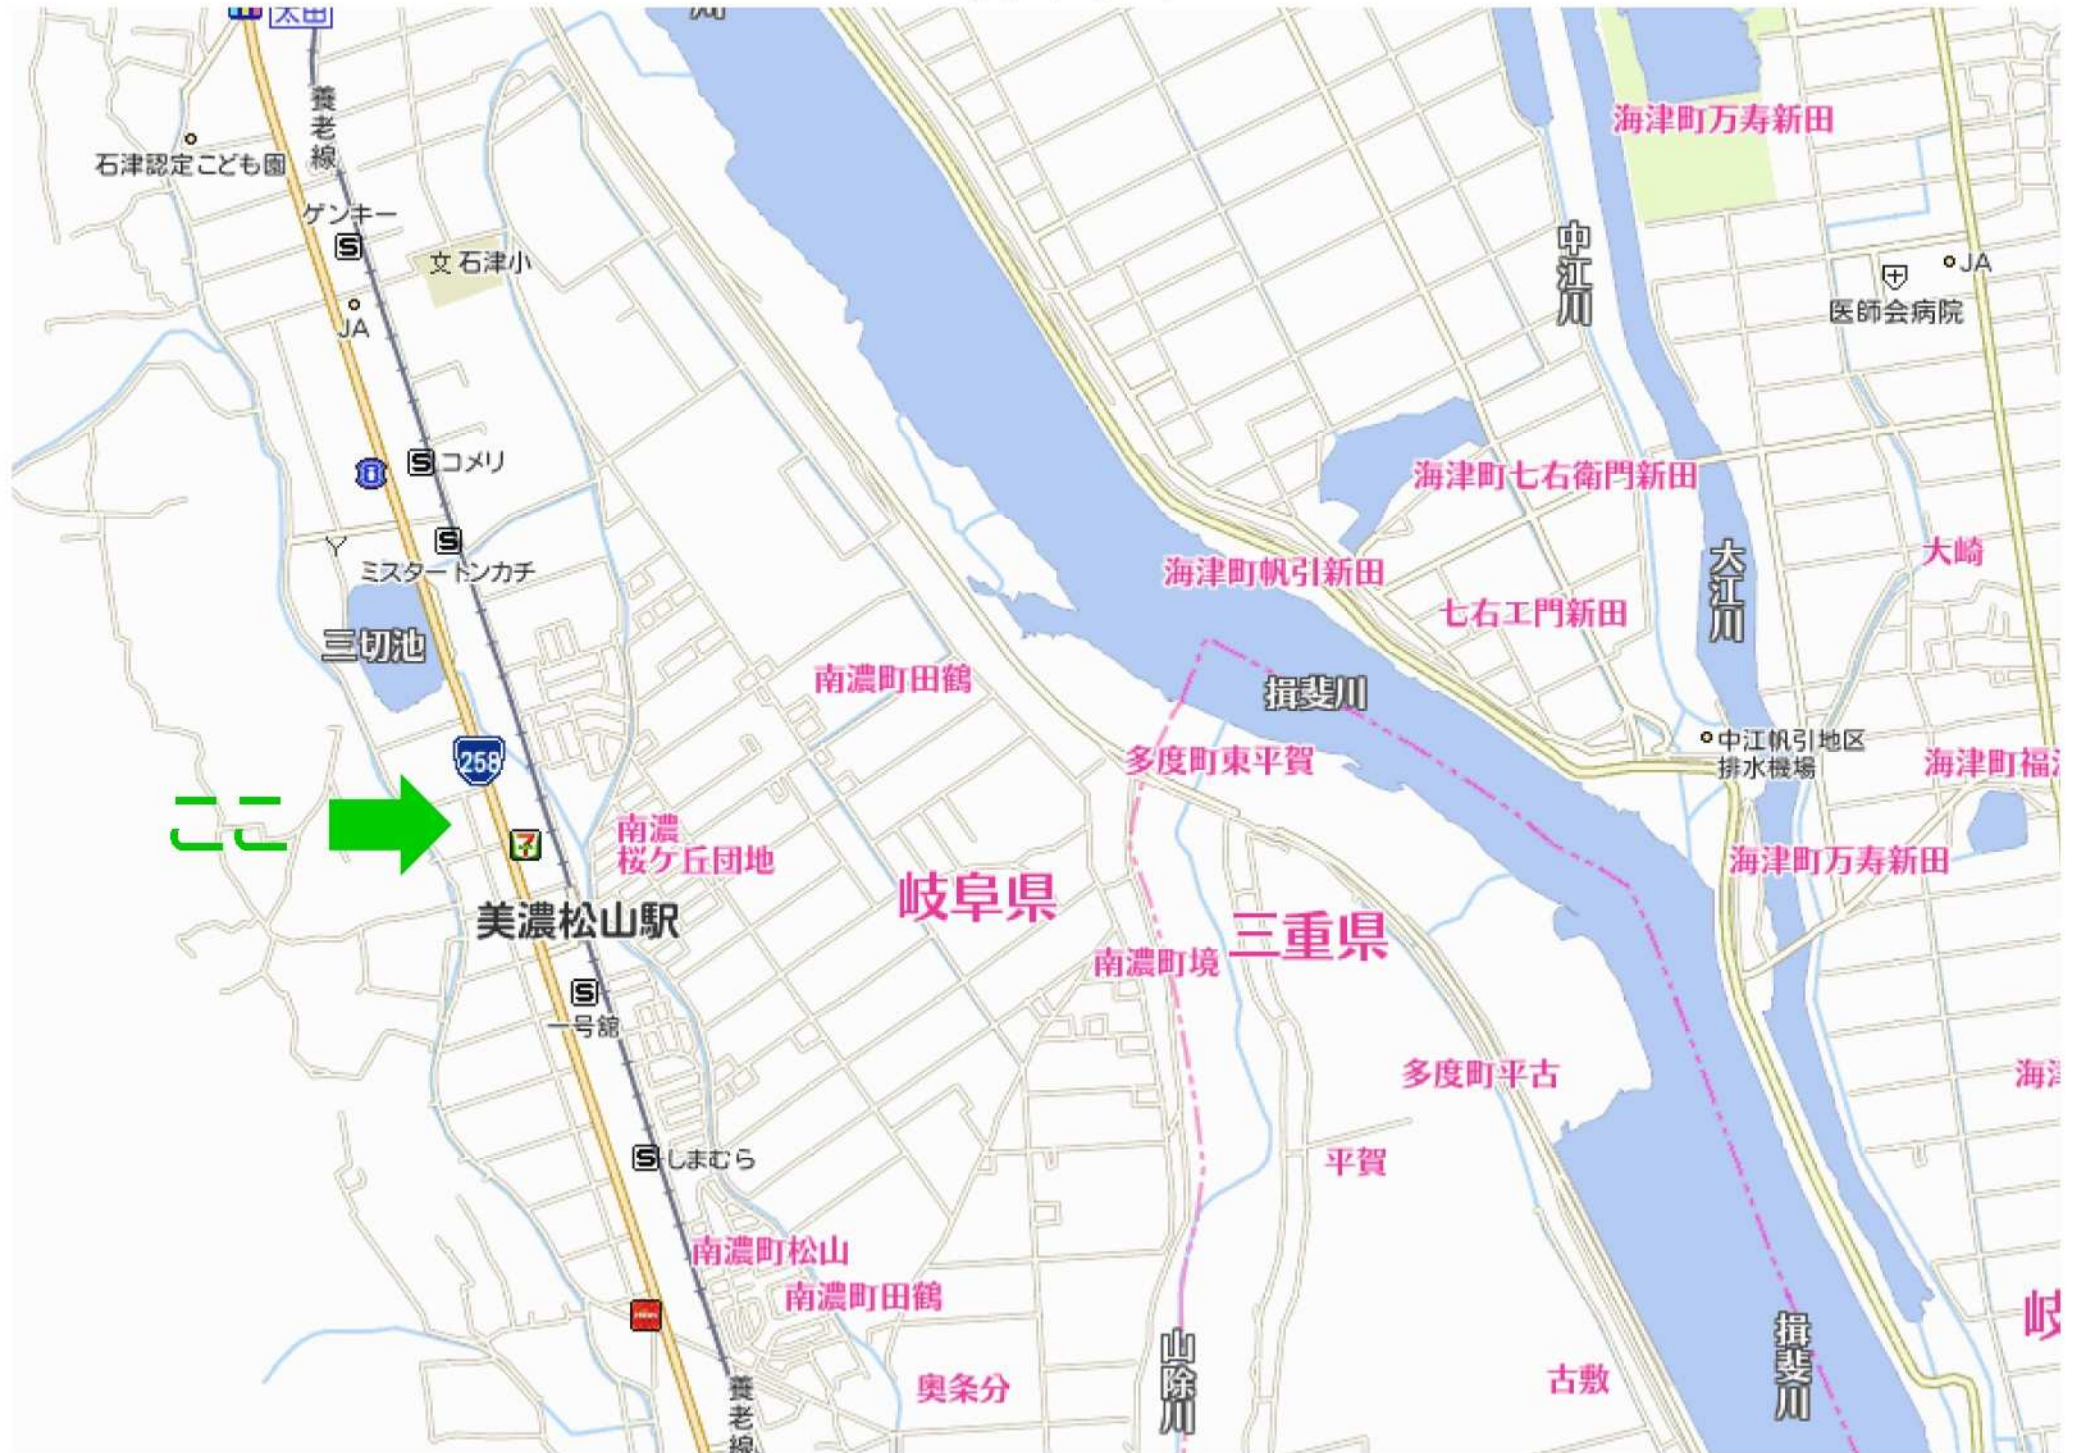 川
太田
養老線
石津認定こども園
ゲンキー
S
文 石津小
JA
海津町万寿新田
中江川
JA
医師会病院
S コメリ
S
ミスタートンカチ
海津町七右衛門新田
海津町帆引新田
大江川
大崎
七右エ門新田
三切池
南濃町田鶴
揖斐川
258
多度町東平賀
中江帆引地区
排水機場
海津町福
ここ
7
南濃
桜ケ丘団地
海津町万寿新田
岐阜県
美濃松山駅
三重県
南濃町境
S
一号舘
多度町平古
海
S しまむら
平賀
南濃町松山
南濃町田鶴
岐
揖斐川
山除川
奥条分
古敷
養老線